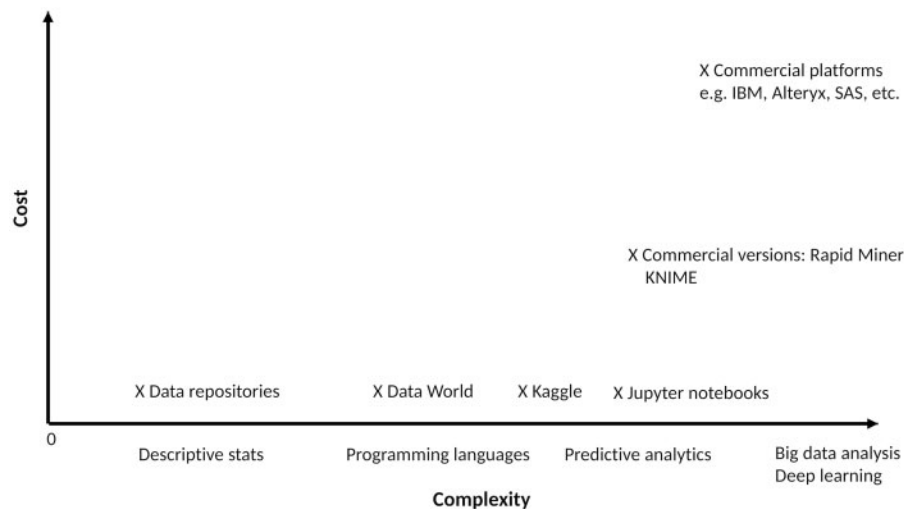 X Commercial platforms
e.g. IBM, Alteryx, SAS, etc.
Cost
X Commercial versions: Rapid Miner
KNIME
X Data repositories
X Data World
X Kaggle
X Jupyter notebooks
0
Descriptive stats
Programming languages
Predictive analytics
Big data analysis
Deep learning
Complexity